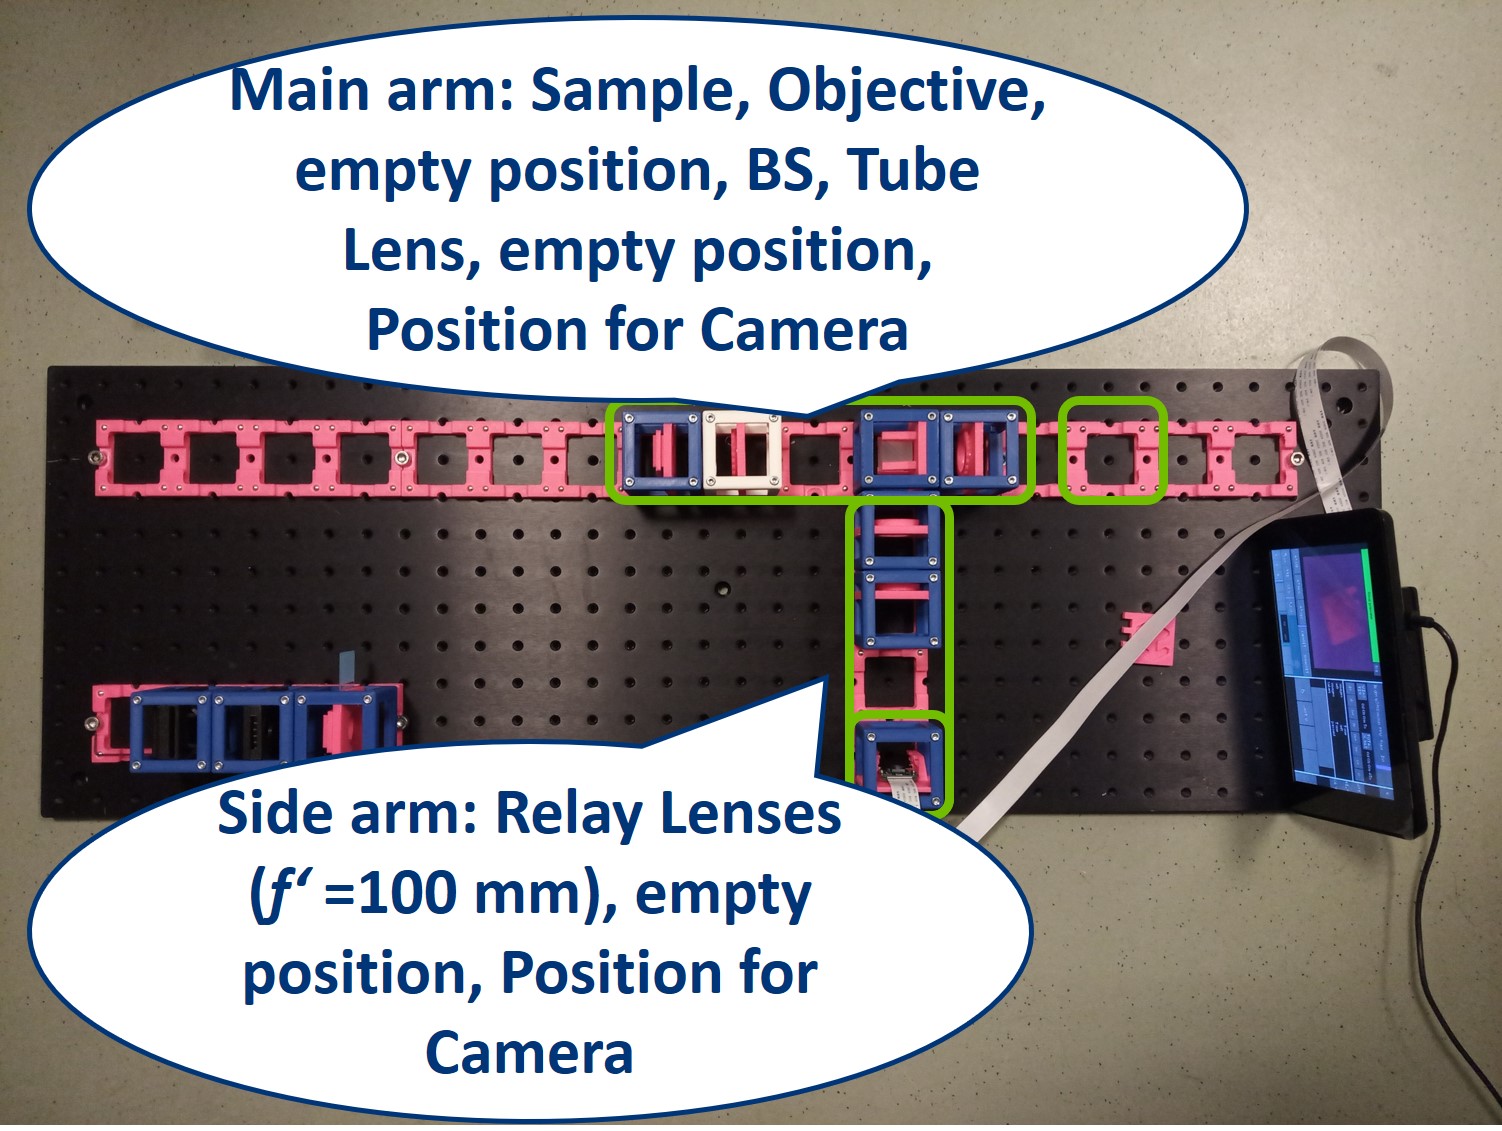 Main arm: Sample, Objective,
empty position, BS, Tube
Lens, empty position,
Position for Camera
Side arm: Relay Lenses
(f‘ =100 mm), empty
position, Position for
Camera